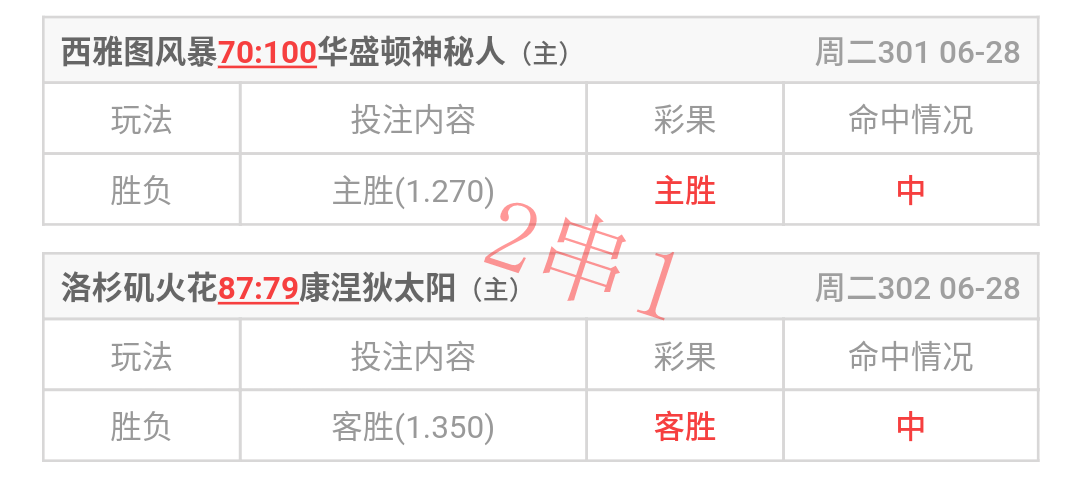 西雅图风暴70:100华盛顿神秘人（主） 周二301 06-28
玩法 投注内容 彩果 命中情况
胜负 主胜(1.270) 主胜 中
2串1
洛杉矶火花87:79康涅狄太阳（主） 周二302 06-28
玩法 投注内容 彩果 命中情况
胜负 客胜(1.350) 客胜 中